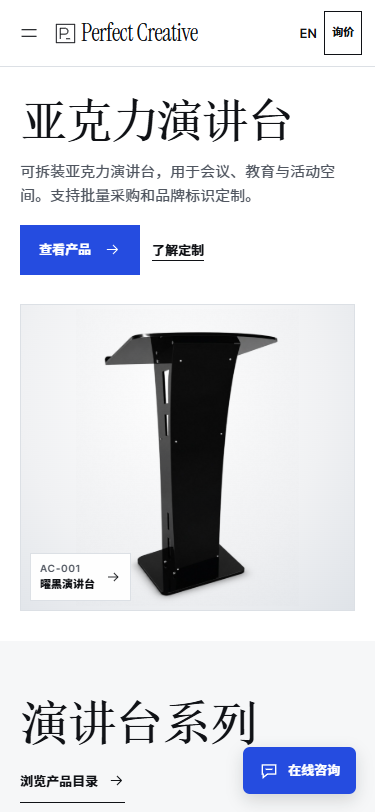 Perfect Creative
EN
询价
亚克力演讲台
可拆装亚克力演讲台，用于会议、教育与活动空
间。支持批量采购和品牌标识定制。
查看产品 →
了解定制
AC-001
曜黑演讲台 →
演讲台系列
浏览产品目录 →
在线咨询